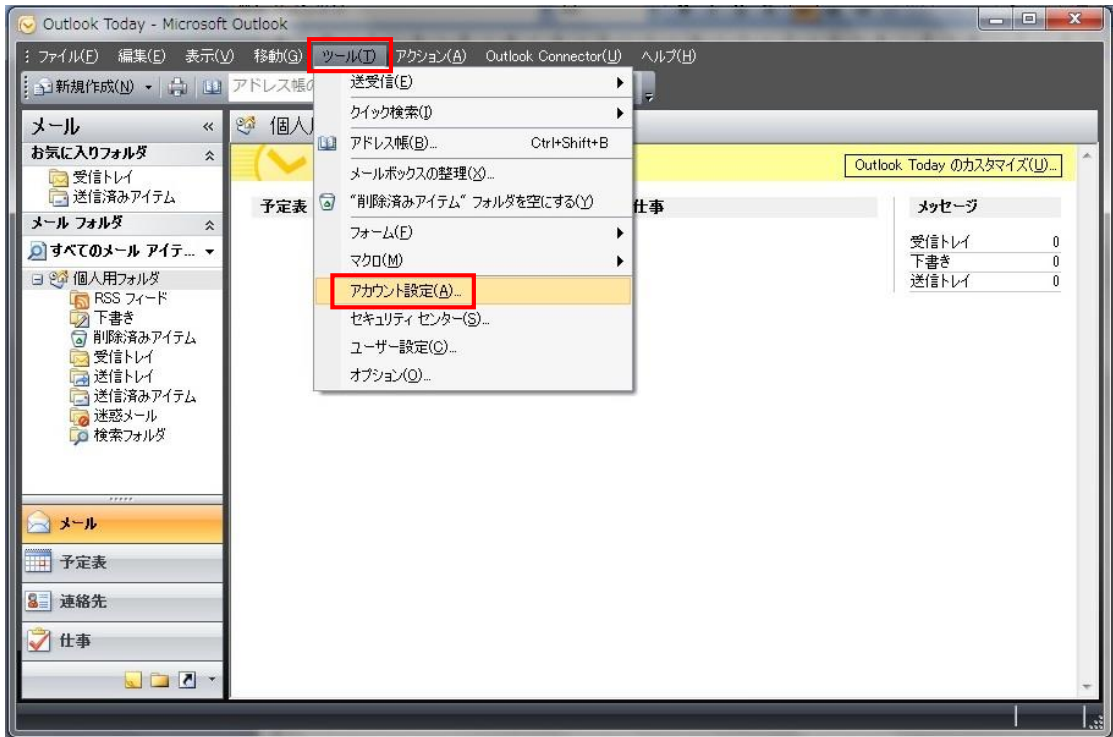 Outlook Today - Microsoft Outlook
ファイル(F) 編集(E) 表示(V) 移動(G) ツール(T) アクション(A) Outlook Connector(U) ヘルプ(H)
新規作成(N) アドレス帳の
送受信(E)
クイック検索(I)
アドレス帳(B)... Ctrl+Shift+B
メールボックスの整理(X)...
"削除済みアイテム" フォルダを空にする(Y)
フォーム(F)
マクロ(M)
アカウント設定(A)...
セキュリティ センター(S)...
ユーザー設定(C)...
オプション(O)...
メール «
お気に入りフォルダ
受信トレイ
送信済みアイテム
メール フォルダ
すべてのメール アイテ...
個人用フォルダ
RSS フィード
下書き
削除済みアイテム
受信トレイ
送信トレイ
送信済みアイテム
迷惑メール
検索フォルダ
メール
予定表
連絡先
仕事
個人
Outlook Today のカスタマイズ(U)...
予定表 仕事 メッセージ
受信トレイ 0
下書き 0
送信トレイ 0